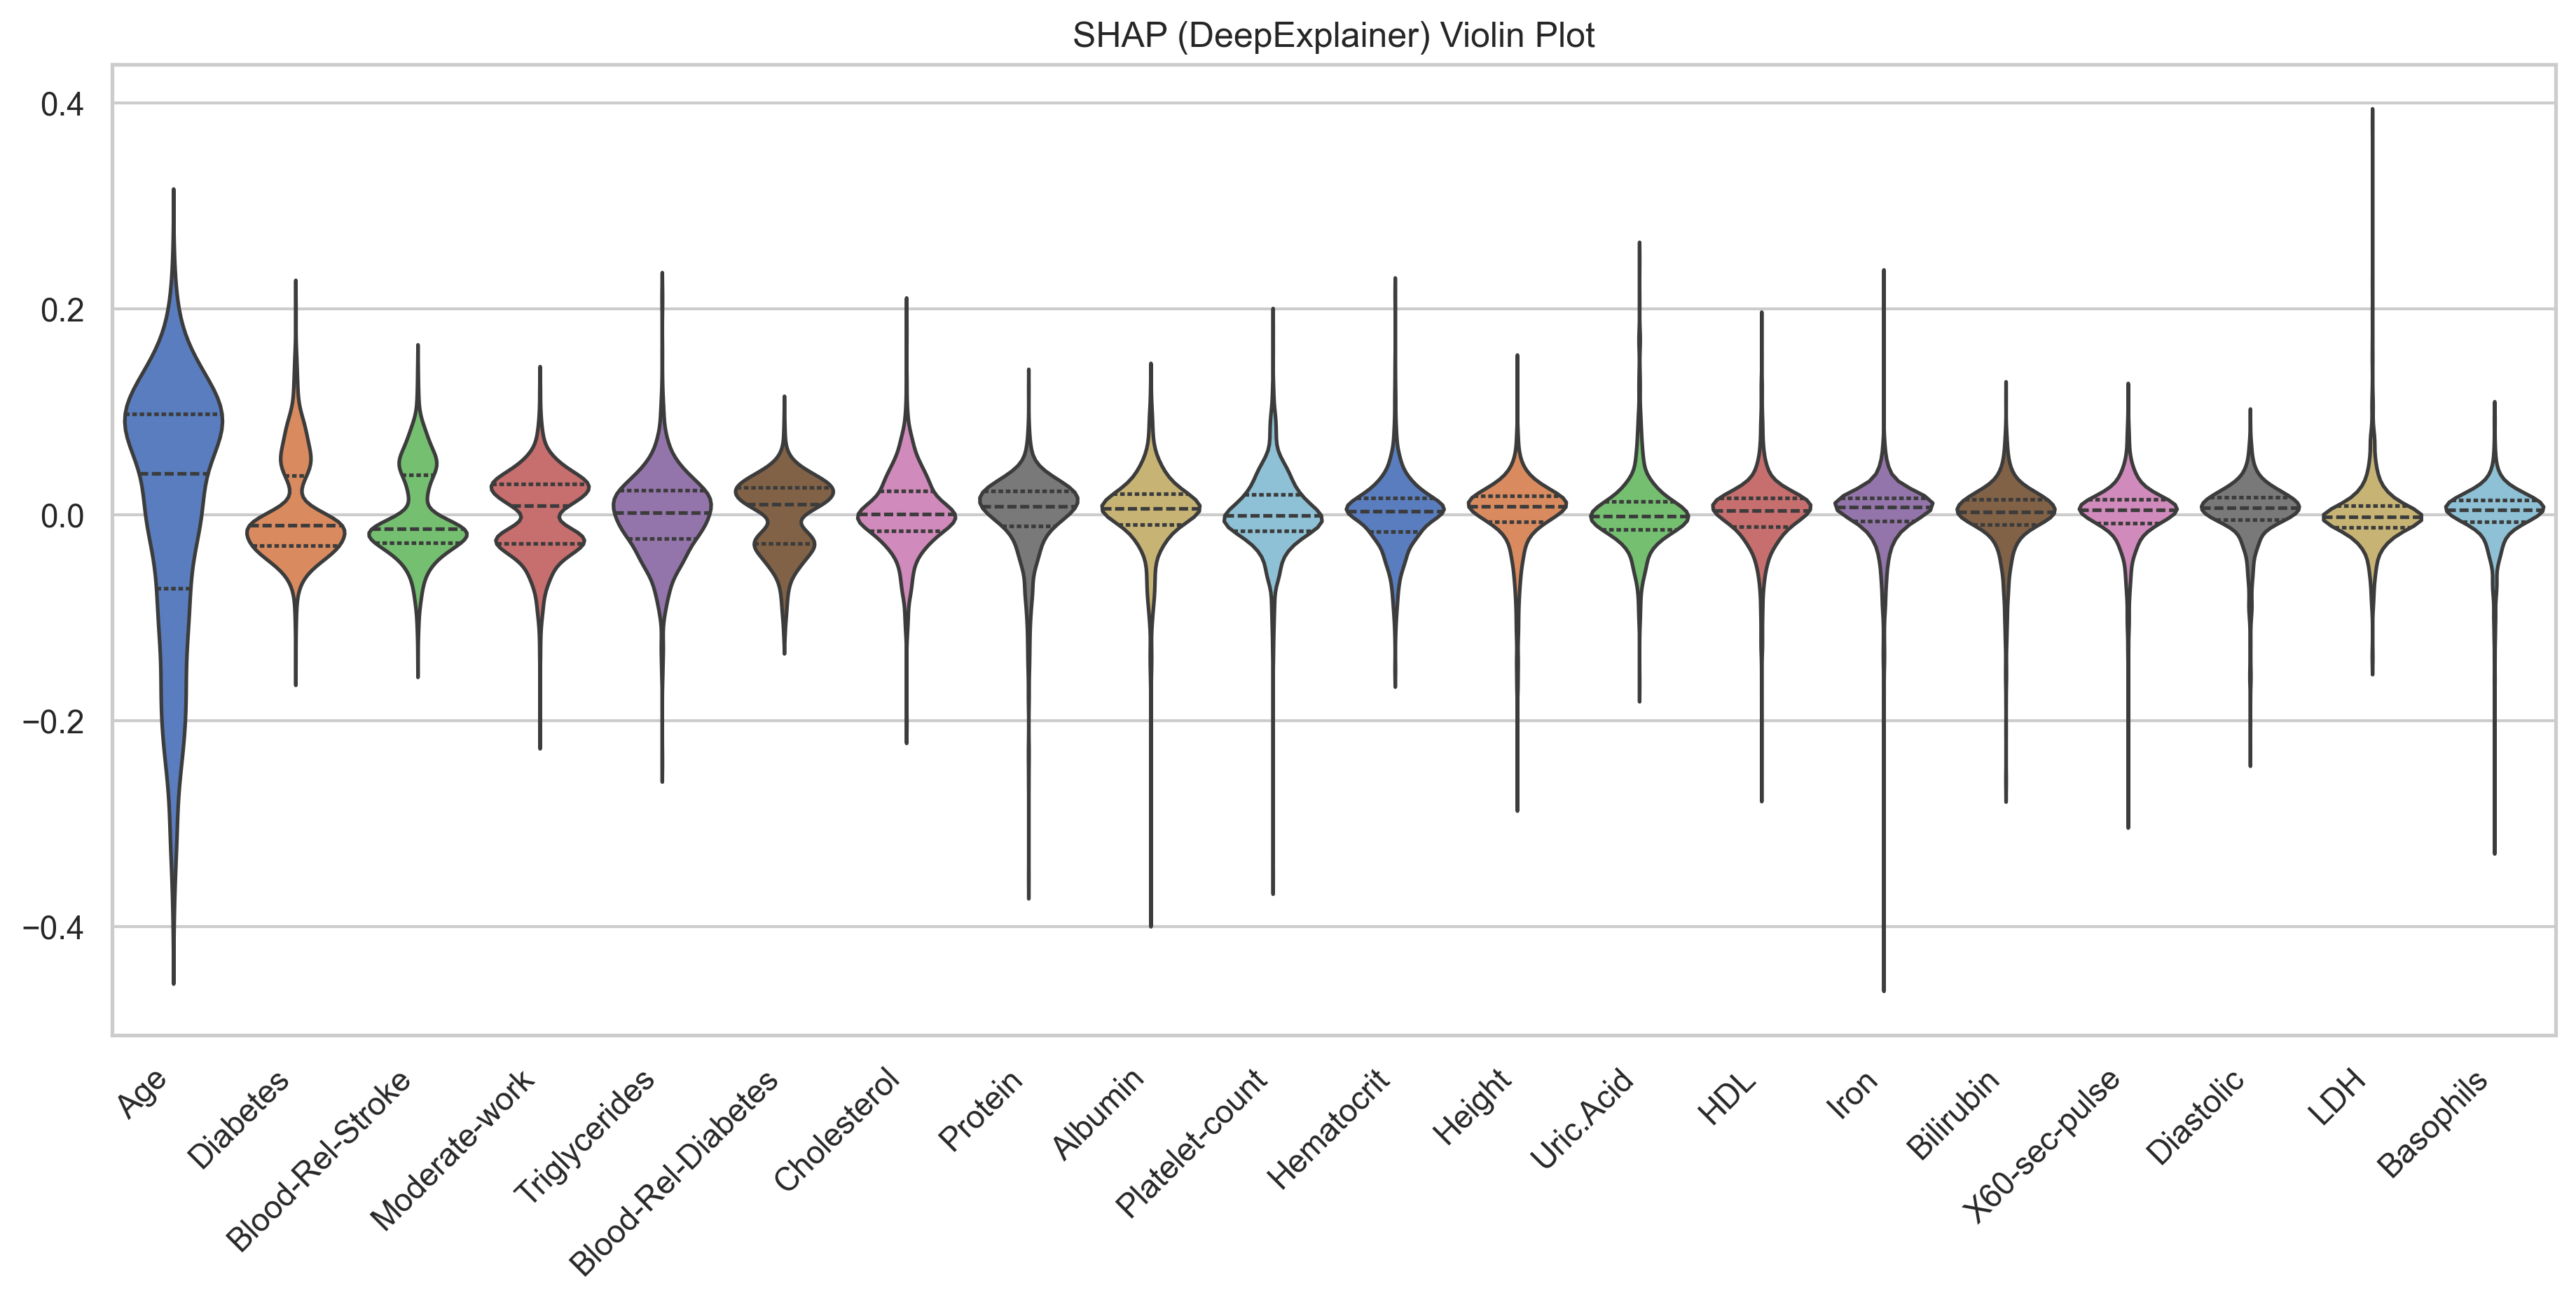 SHAP (DeepExplainer) Violin Plot
0.4
0.2
0.0
−0.2
−0.4
Age
Diabetes
Blood-Rel-Stroke
Moderate-work
Triglycerides
Blood-Rel-Diabetes
Cholesterol
Protein
Albumin
Platelet-count
Hematocrit
Height
Uric.Acid
HDL
Iron
Bilirubin
X60-sec-pulse
Diastolic
LDH
Basophils